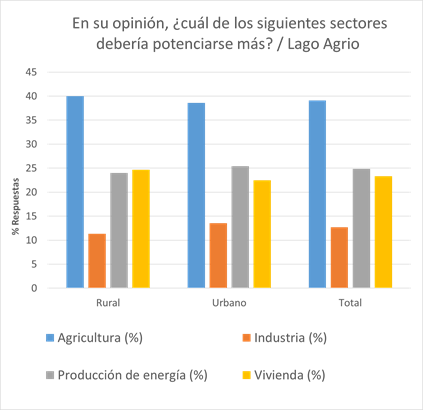 En su opinión, ¿cuál de los siguientes sectores
debería potenciarse más? / Lago Agrio
45
40
35
30
25
20
15
10
5
0
% Respuestas
Rural Urbano Total
Agricultura (%) Industria (%)
Producción de energía (%) Vivienda (%)